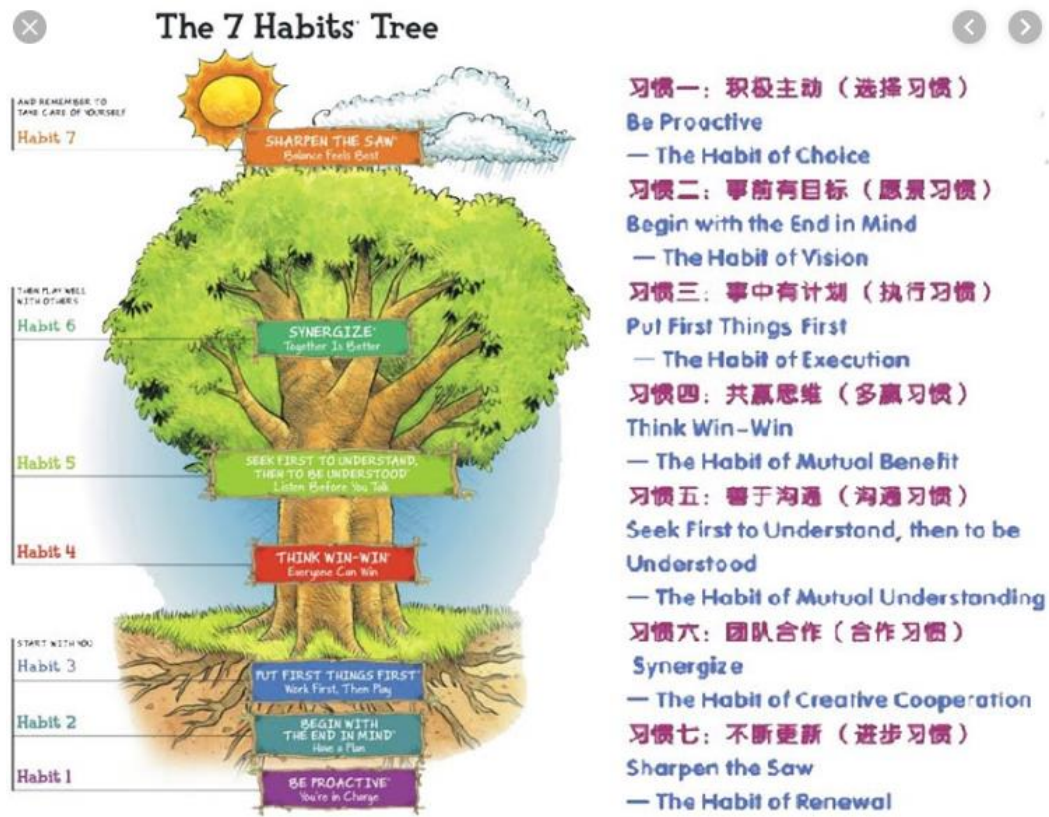 The 7 Habits Tree
AND REMEMBER TO
TAKE CARE OF YOURSELF
Habit 7
SHARPEN THE SAW
Balance Feels Best
THEN PLAY WELL
WITH OTHERS
Habit 6
SYNERGIZE
Together Is Better
Habit 5
SEEK FIRST TO UNDERSTAND,
THEN TO BE UNDERSTOOD
Listen Before You Talk
Habit 4
THINK WIN-WIN
Everyone Can Win
START WITH YOU
Habit 3
PUT FIRST THINGS FIRST
Work First, Then Play
Habit 2
BEGIN WITH
THE END IN MIND
Have a Plan
Habit 1
BE PROACTIVE
You're in Charge
习惯一：积极主动（选择习惯）
Be Proactive
— The Habit of Choice
习惯二：事前有目标（愿景习惯）
Begin with the End in Mind
— The Habit of Vision
习惯三：事中有计划（执行习惯）
Put First Things First
— The Habit of Execution
习惯四：共赢思维（多赢习惯）
Think Win-Win
— The Habit of Mutual Benefit
习惯五：善于沟通（沟通习惯）
Seek First to Understand, then to be
Understood
— The Habit of Mutual Understanding
习惯六：团队合作（合作习惯）
Synergize
— The Habit of Creative Cooperation
习惯七：不断更新（进步习惯）
Sharpen the Saw
— The Habit of Renewal